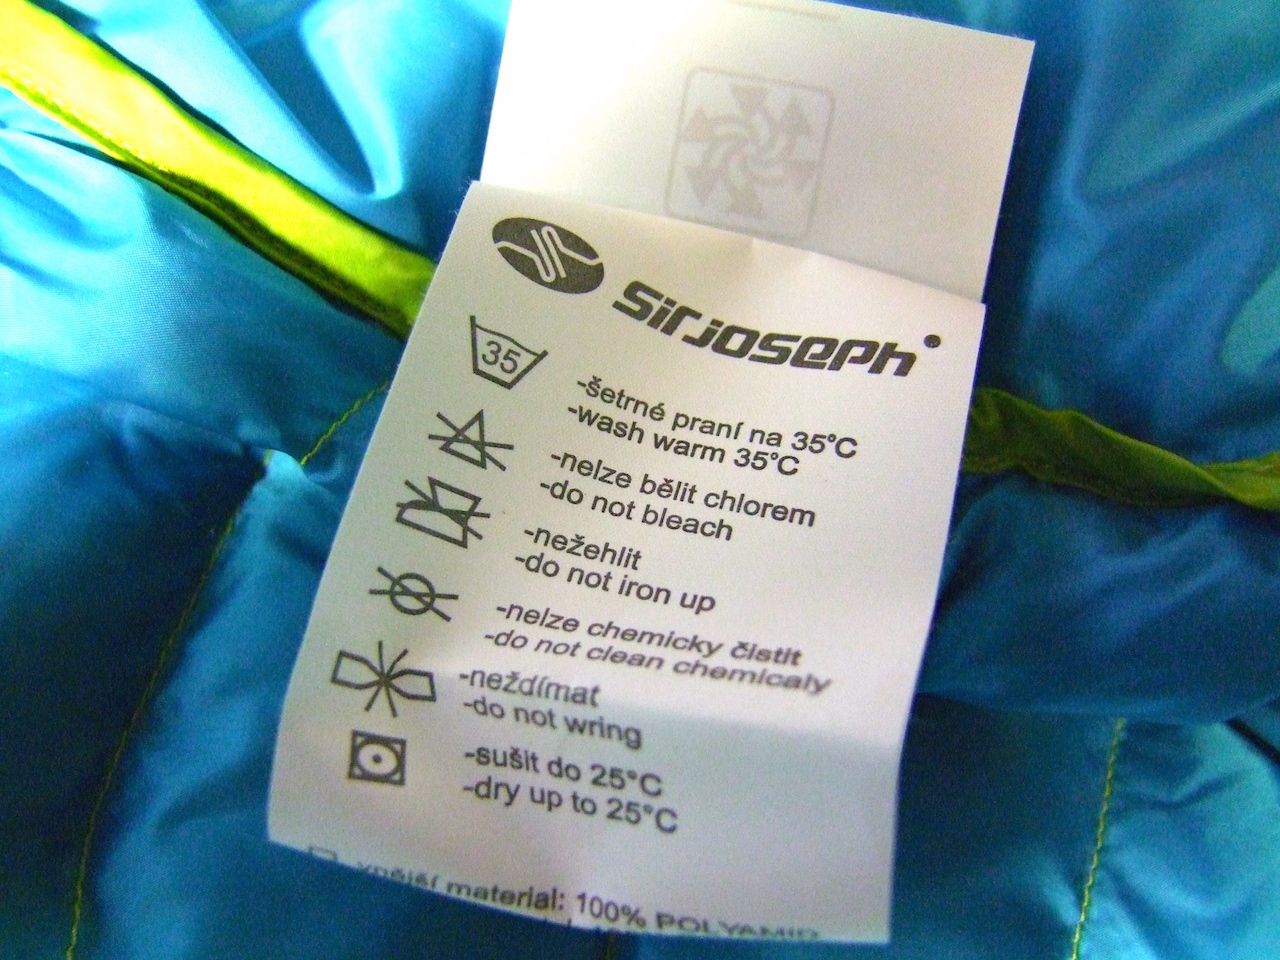 Sir joseph
35
-šetrné praní na 35°C
-wash warm 35°C
-nelze bělit chlorem
-do not bleach
-nežehlit
-do not iron up
-nelze chemicky čistit
-do not clean chemicaly
-neždímat
-do not wring
-sušit do 25°C
-dry up to 25°C
vnější material: 100% POLYAMID